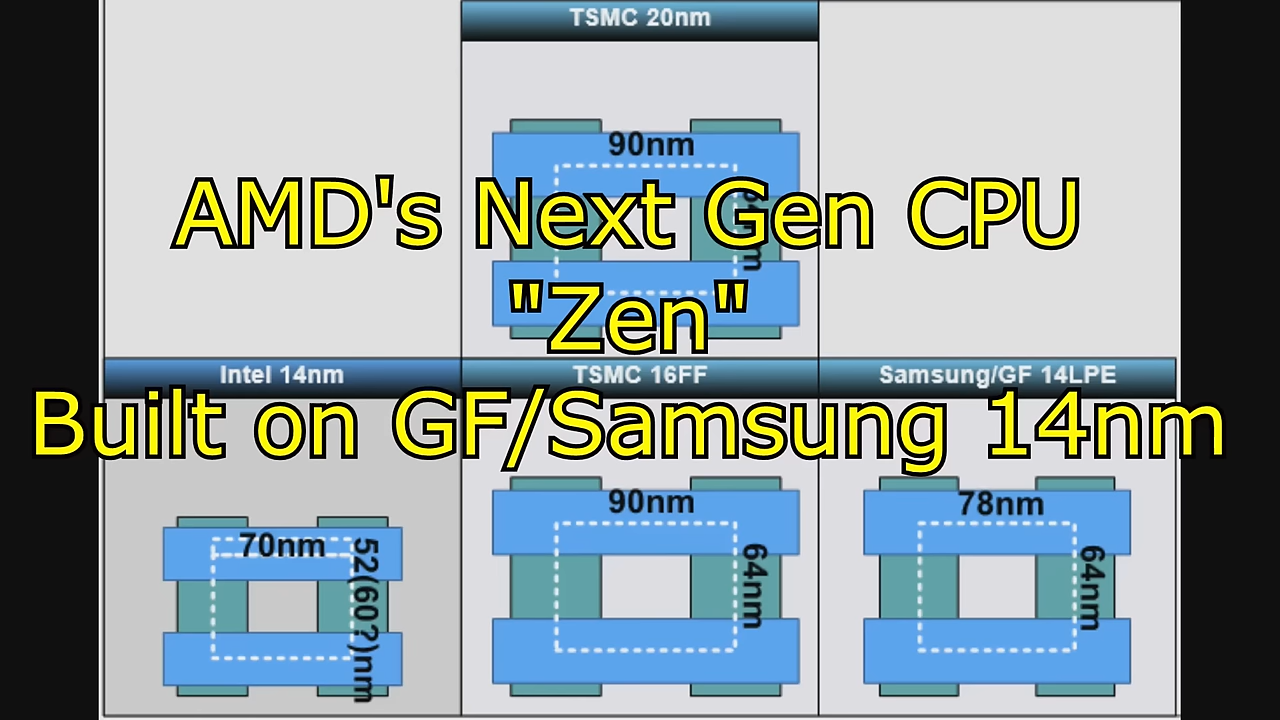 TSMC 20nm
90nm
AMD's Next Gen CPU
"Zen"
Intel 14nm
TSMC 16FF
Samsung/GF 14LPE
Built on GF/Samsung 14nm
70nm
52(60?)nm
90nm
64nm
78nm
64nm